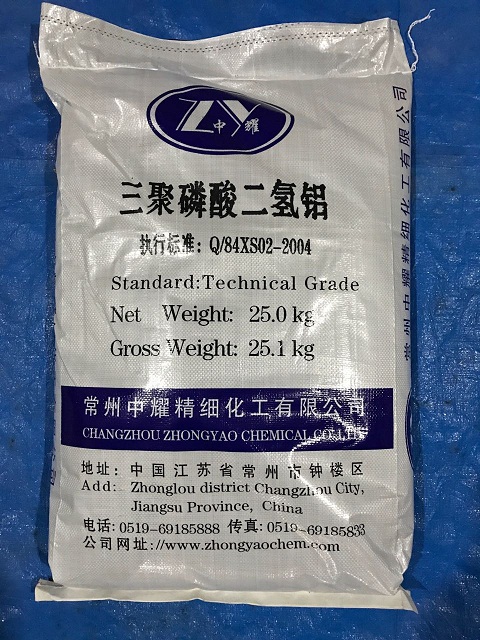 ZY
中耀
三聚磷酸二氢铝
执行标准: Q/84XS02-2004
Standard:Technical Grade
Net Weight: 25.0 kg
Gross Weight: 25.1 kg
常州中耀精细化工有限公司
CHANGZHOU ZHONGYAO CHEMICAL CO.LTD
地址: 中国江苏省常州市钟楼区
Add: Zhonglou district Changzhou City,
Jiangsu Province, China
电话: 0519-69185888 传真: 0519-69185833
公司网址://www.zhongyaochem.com
常州中耀精细化工有限公司